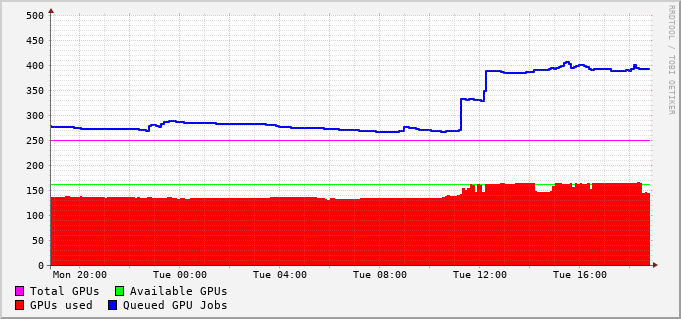 500
450
400
350
300
250
200
150
100
50
0
Mon 20:00 Tue 00:00 Tue 04:00 Tue 08:00 Tue 12:00 Tue 16:00
Total GPUs Available GPUs
GPUs used Queued GPU Jobs
RRDTOOL / TOBI OETIKER